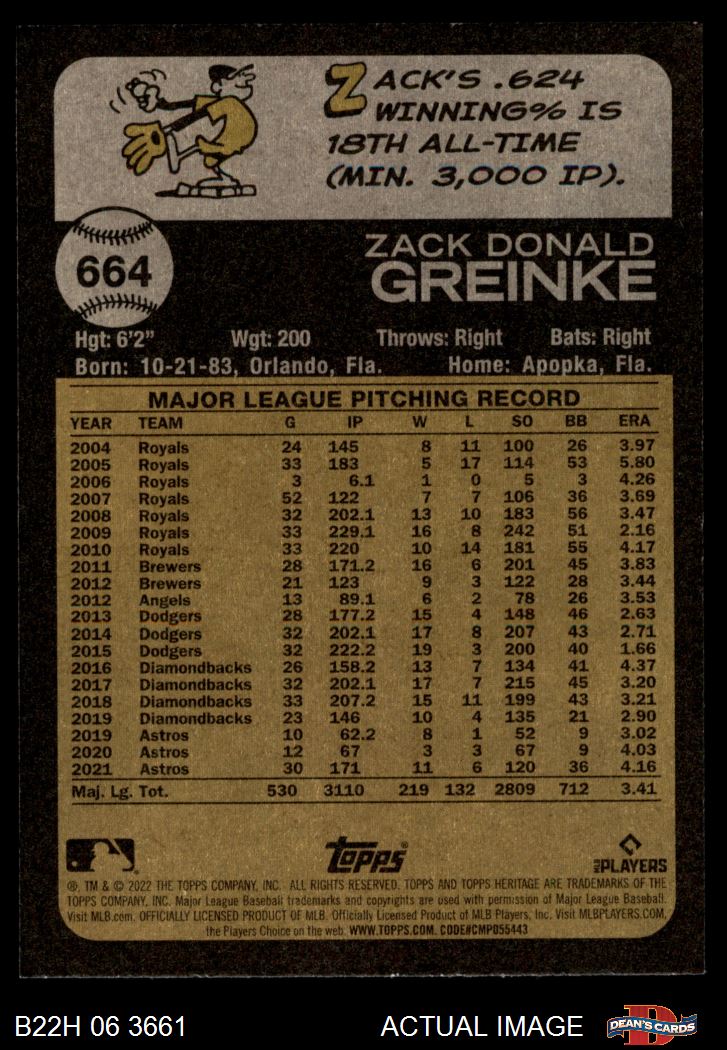 ZACK'S .624
WINNING% IS
18TH ALL-TIME
(MIN. 3,000 IP).
664
ZACK DONALD
GREINKE
Hgt: 6'2" Wgt: 200 Throws: Right Bats: Right
Born: 10-21-83, Orlando, Fla. Home: Apopka, Fla.
MAJOR LEAGUE PITCHING RECORD
YEAR TEAM G IP W L SO BB ERA
2004 Royals 24 145 8 11 100 26 3.97
2005 Royals 33 183 5 17 114 53 5.80
2006 Royals 3 6.1 1 0 5 3 4.26
2007 Royals 52 122 7 7 106 36 3.69
2008 Royals 32 202.1 13 10 183 56 3.47
2009 Royals 33 229.1 16 8 242 51 2.16
2010 Royals 33 220 10 14 181 55 4.17
2011 Brewers 28 171.2 16 6 201 45 3.83
2012 Brewers 21 123 9 3 122 28 3.44
2012 Angels 13 89.1 6 2 78 26 3.53
2013 Dodgers 28 177.2 15 4 148 46 2.63
2014 Dodgers 32 202.1 17 8 207 43 2.71
2015 Dodgers 32 222.2 19 3 200 40 1.66
2016 Diamondbacks 26 158.2 13 7 134 41 4.37
2017 Diamondbacks 32 202.1 17 7 215 45 3.20
2018 Diamondbacks 33 207.2 15 11 199 43 3.21
2019 Diamondbacks 23 146 10 4 135 21 2.90
2019 Astros 10 62.2 8 1 52 9 3.02
2020 Astros 12 67 3 3 67 9 4.03
2021 Astros 30 171 11 6 120 36 4.16
Maj. Lg. Tot. 530 3110 219 132 2809 712 3.41
topps MLB PLAYERS
®, TM & © 2022 THE TOPPS COMPANY, INC. ALL RIGHTS RESERVED. TOPPS AND TOPPS HERITAGE ARE TRADEMARKS OF THE
TOPPS COMPANY, INC. Major League Baseball trademarks and copyrights are used with permission of Major League Baseball.
Visit MLB.com. OFFICIALLY LICENSED PRODUCT OF MLB. Officially Licensed Product of MLB Players, Inc. Visit MLBPLAYERS.COM,
the Players Choice on the web. WWW.TOPPS.COM. CODE#CMP055443
B22H 06 3661 ACTUAL IMAGE DEAN'S CARDS